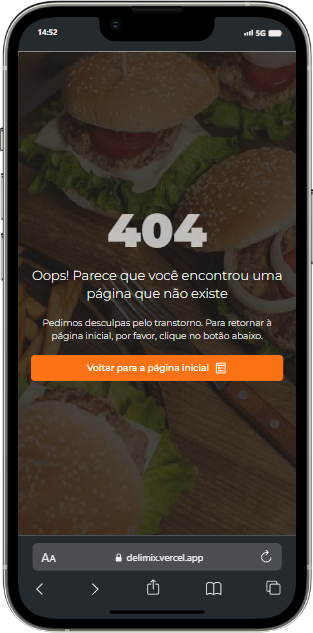 14:52
5G
404
Oops! Parece que você encontrou uma
página que não existe
Pedimos desculpas pelo transtorno. Para retornar à
página inicial, por favor, clique no botão abaixo.
Voltar para a página inicial
AA
delimix.vercel.app